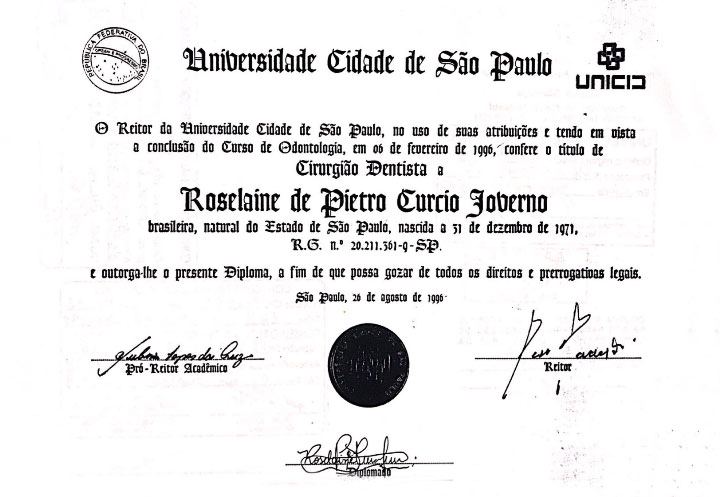 REPÚBLICA FEDERATIVA DO BRASIL
Universidade Cidade de São Paulo
UNICID
O Reitor da Universidade Cidade de São Paulo, no uso de suas atribuições e tendo em vista
a conclusão do Curso de Odontologia, em 06 de fevereiro de 1996, confere o título de
Cirurgião Dentista a
Roselaine de Pietro Curcio Joverno
brasileira, natural do Estado de São Paulo, nascida a 31 de dezembro de 1971,
R.G. n.º 20.211.361-9-SP.
e outorga-lhe o presente Diploma, a fim de que possa gozar de todos os direitos e prerrogativas legais.
São Paulo, 26 de agosto de 1996
Pró-Reitor Acadêmico
Reitor
Diplomado